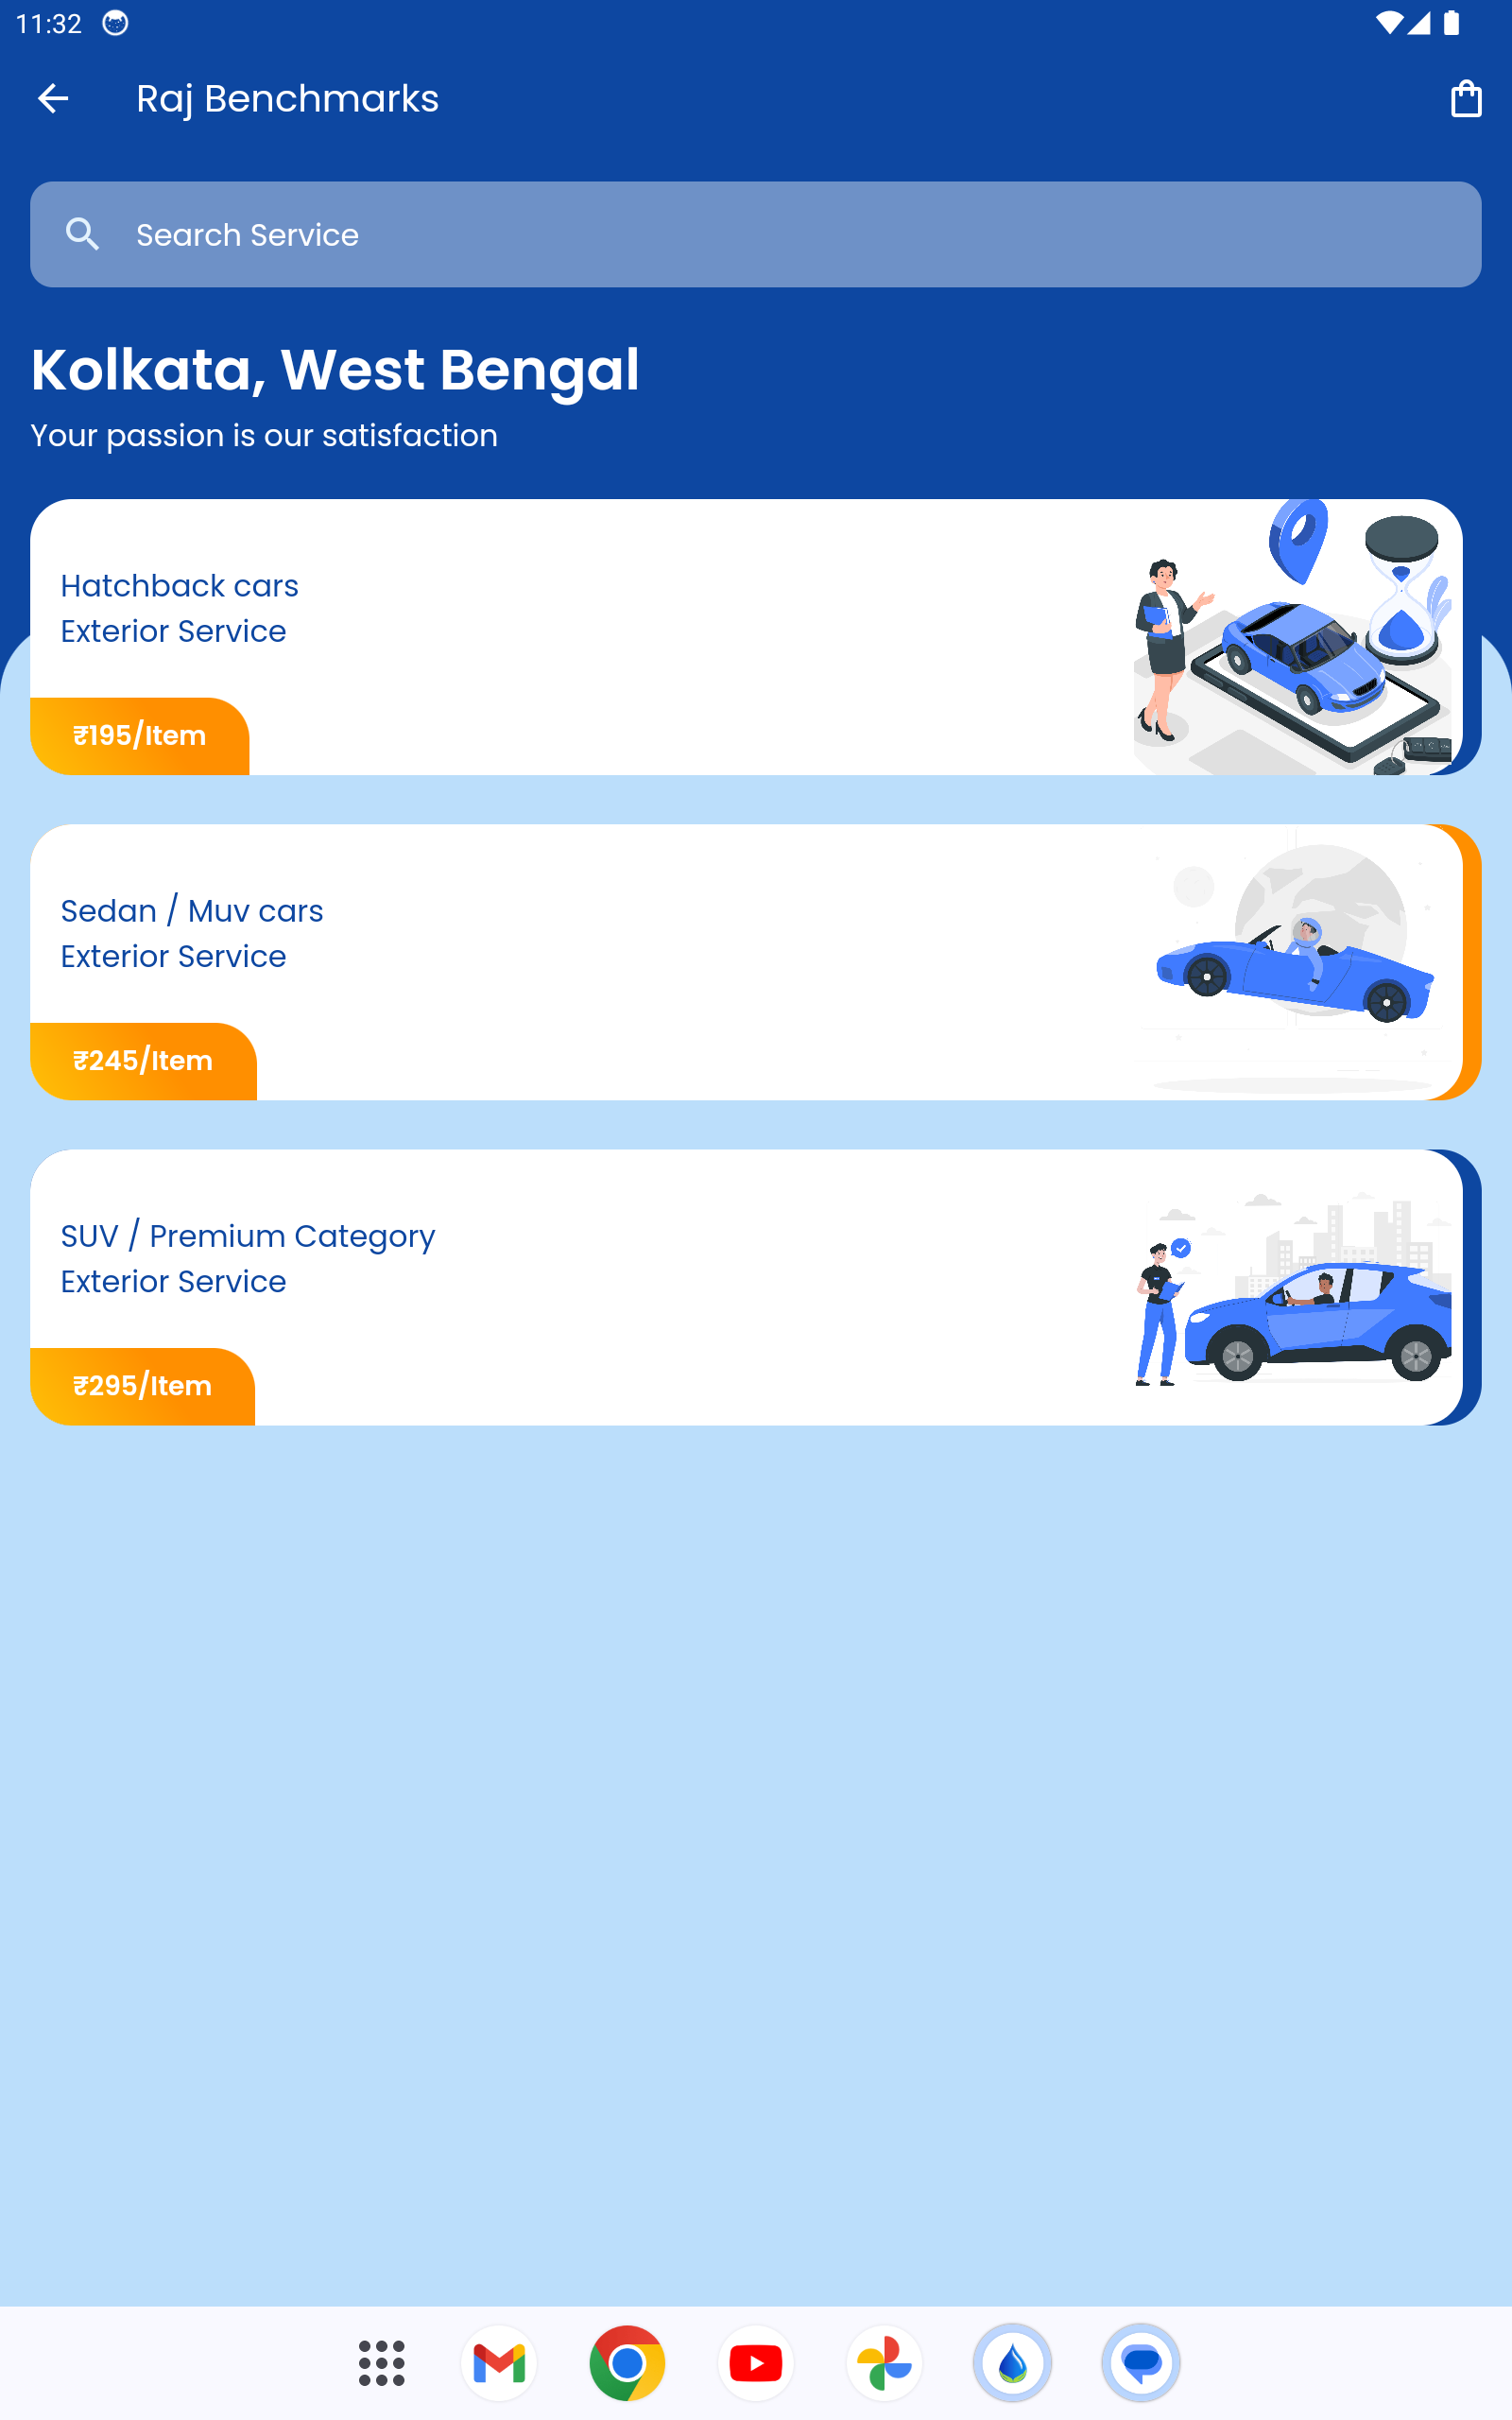 11:32
Raj Benchmarks
Search Service
Kolkata, West Bengal
Your passion is our satisfaction
Hatchback cars
Exterior Service
₹195/Item
Sedan / Muv cars
Exterior Service
₹245/Item
SUV / Premium Category
Exterior Service
₹295/Item